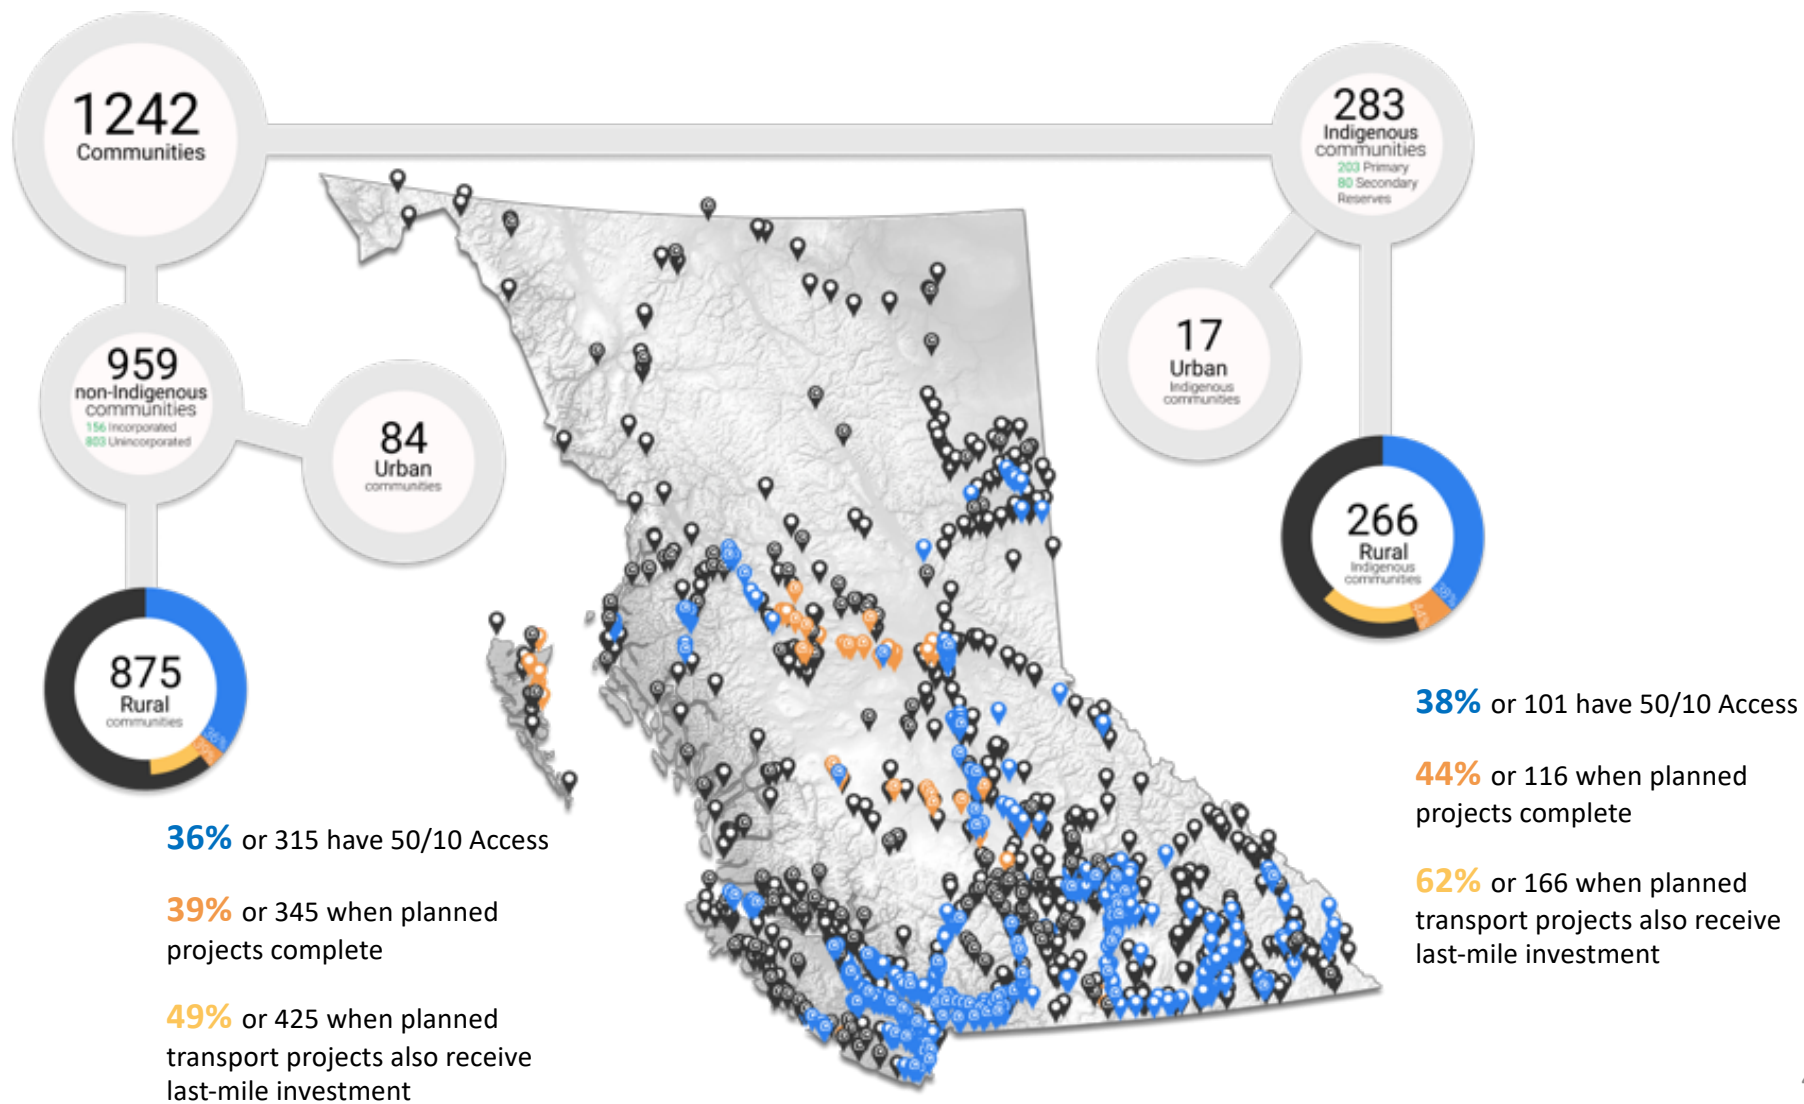 1242
Communities
283
Indigenous
communities
203 Primary
80 Secondary
Reserves
959
non-Indigenous
communities
156 Incorporated
803 Unincorporated
84
Urban
communities
17
Urban
Indigenous
communities
875
Rural
communities
36%
39%
266
Rural
Indigenous
communities
38%
44%
36% or 315 have 50/10 Access
39% or 345 when planned
projects complete
49% or 425 when planned
transport projects also receive
last-mile investment
38% or 101 have 50/10 Access
44% or 116 when planned
projects complete
62% or 166 when planned
transport projects also receive
last-mile investment